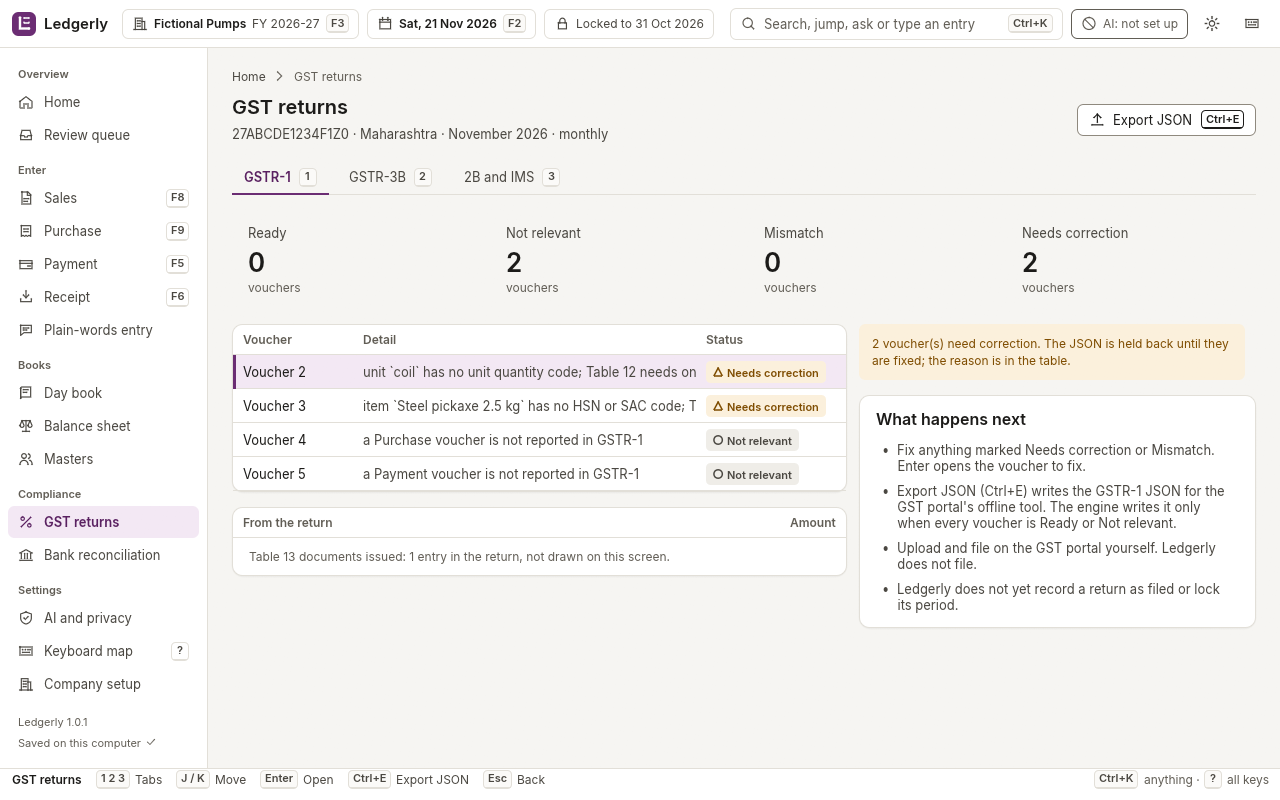 Ledgerly
Fictional Pumps FY 2026-27 F3
Sat, 21 Nov 2026 F2
Locked to 31 Oct 2026
Search, jump, ask or type an entry Ctrl+K
AI: not set up
Overview
Home
Review queue
Enter
Sales F8
Purchase F9
Payment F5
Receipt F6
Plain-words entry
Books
Day book
Balance sheet
Masters
Compliance
GST returns
Bank reconciliation
Settings
AI and privacy
Keyboard map ?
Company setup
Ledgerly 1.0.1
Saved on this computer
Home GST returns
GST returns
27ABCDE1234F1Z0 · Maharashtra · November 2026 · monthly
Export JSON Ctrl+E
GSTR-1 1 GSTR-3B 2 2B and IMS 3
Ready Not relevant Mismatch Needs correction
0 2 0 2
vouchers vouchers vouchers vouchers
Voucher Detail Status
Voucher 2 unit `coil` has no unit quantity code; Table 12 needs on Needs correction
Voucher 3 item `Steel pickaxe 2.5 kg` has no HSN or SAC code; T Needs correction
Voucher 4 a Purchase voucher is not reported in GSTR-1 Not relevant
Voucher 5 a Payment voucher is not reported in GSTR-1 Not relevant
From the return Amount
Table 13 documents issued: 1 entry in the return, not drawn on this screen.
2 voucher(s) need correction. The JSON is held back until they
are fixed; the reason is in the table.
What happens next
• Fix anything marked Needs correction or Mismatch.
Enter opens the voucher to fix.
• Export JSON (Ctrl+E) writes the GSTR-1 JSON for the
GST portal's offline tool. The engine writes it only
when every voucher is Ready or Not relevant.
• Upload and file on the GST portal yourself. Ledgerly
does not file.
• Ledgerly does not yet record a return as filed or lock
its period.
GST returns 1 2 3 Tabs J / K Move Enter Open Ctrl+E Export JSON Esc Back
Ctrl+K anything · ? all keys